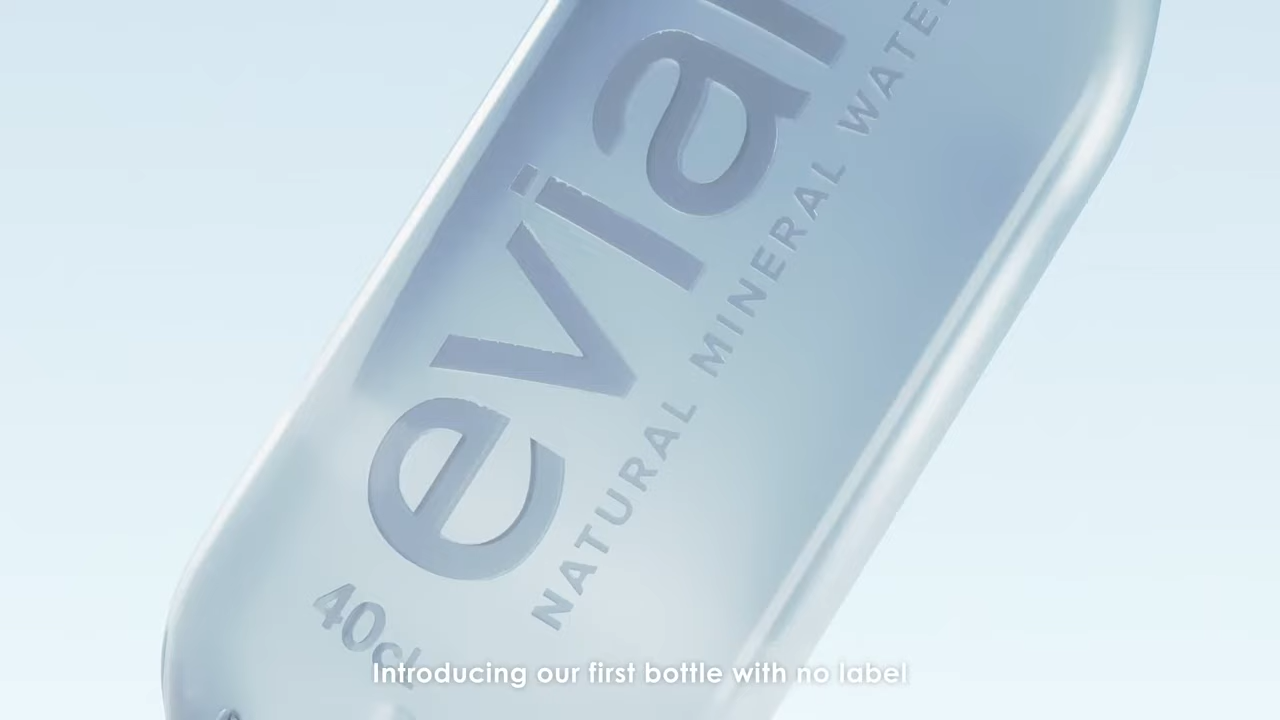 evian
NATURAL MINERAL WATER
40cl
Introducing our first bottle with no label